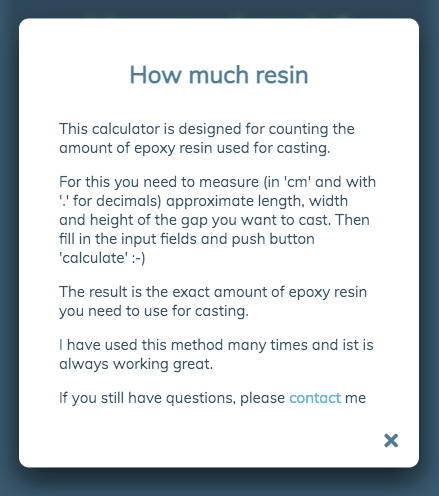 How much resin
This calculator is designed for counting the
amount of epoxy resin used for casting.
For this you need to measure (in 'cm' and with
'.' for decimals) approximate length, width
and height of the gap you want to cast. Then
fill in the input fields and push button
'calculate' :-)
The result is the exact amount of epoxy resin
you need to use for casting.
I have used this method many times and ist is
always working great.
If you still have questions, please contact me